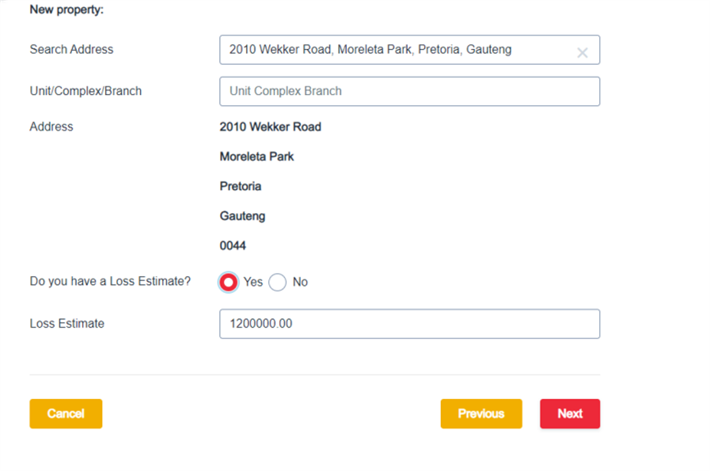 New property:
Search Address
2010 Wekker Road, Moreleta Park, Pretoria, Gauteng
Unit/Complex/Branch
Unit Complex Branch
Address
2010 Wekker Road
Moreleta Park
Pretoria
Gauteng
0044
Do you have a Loss Estimate?
Yes
No
Loss Estimate
1200000.00
Cancel
Previous
Next